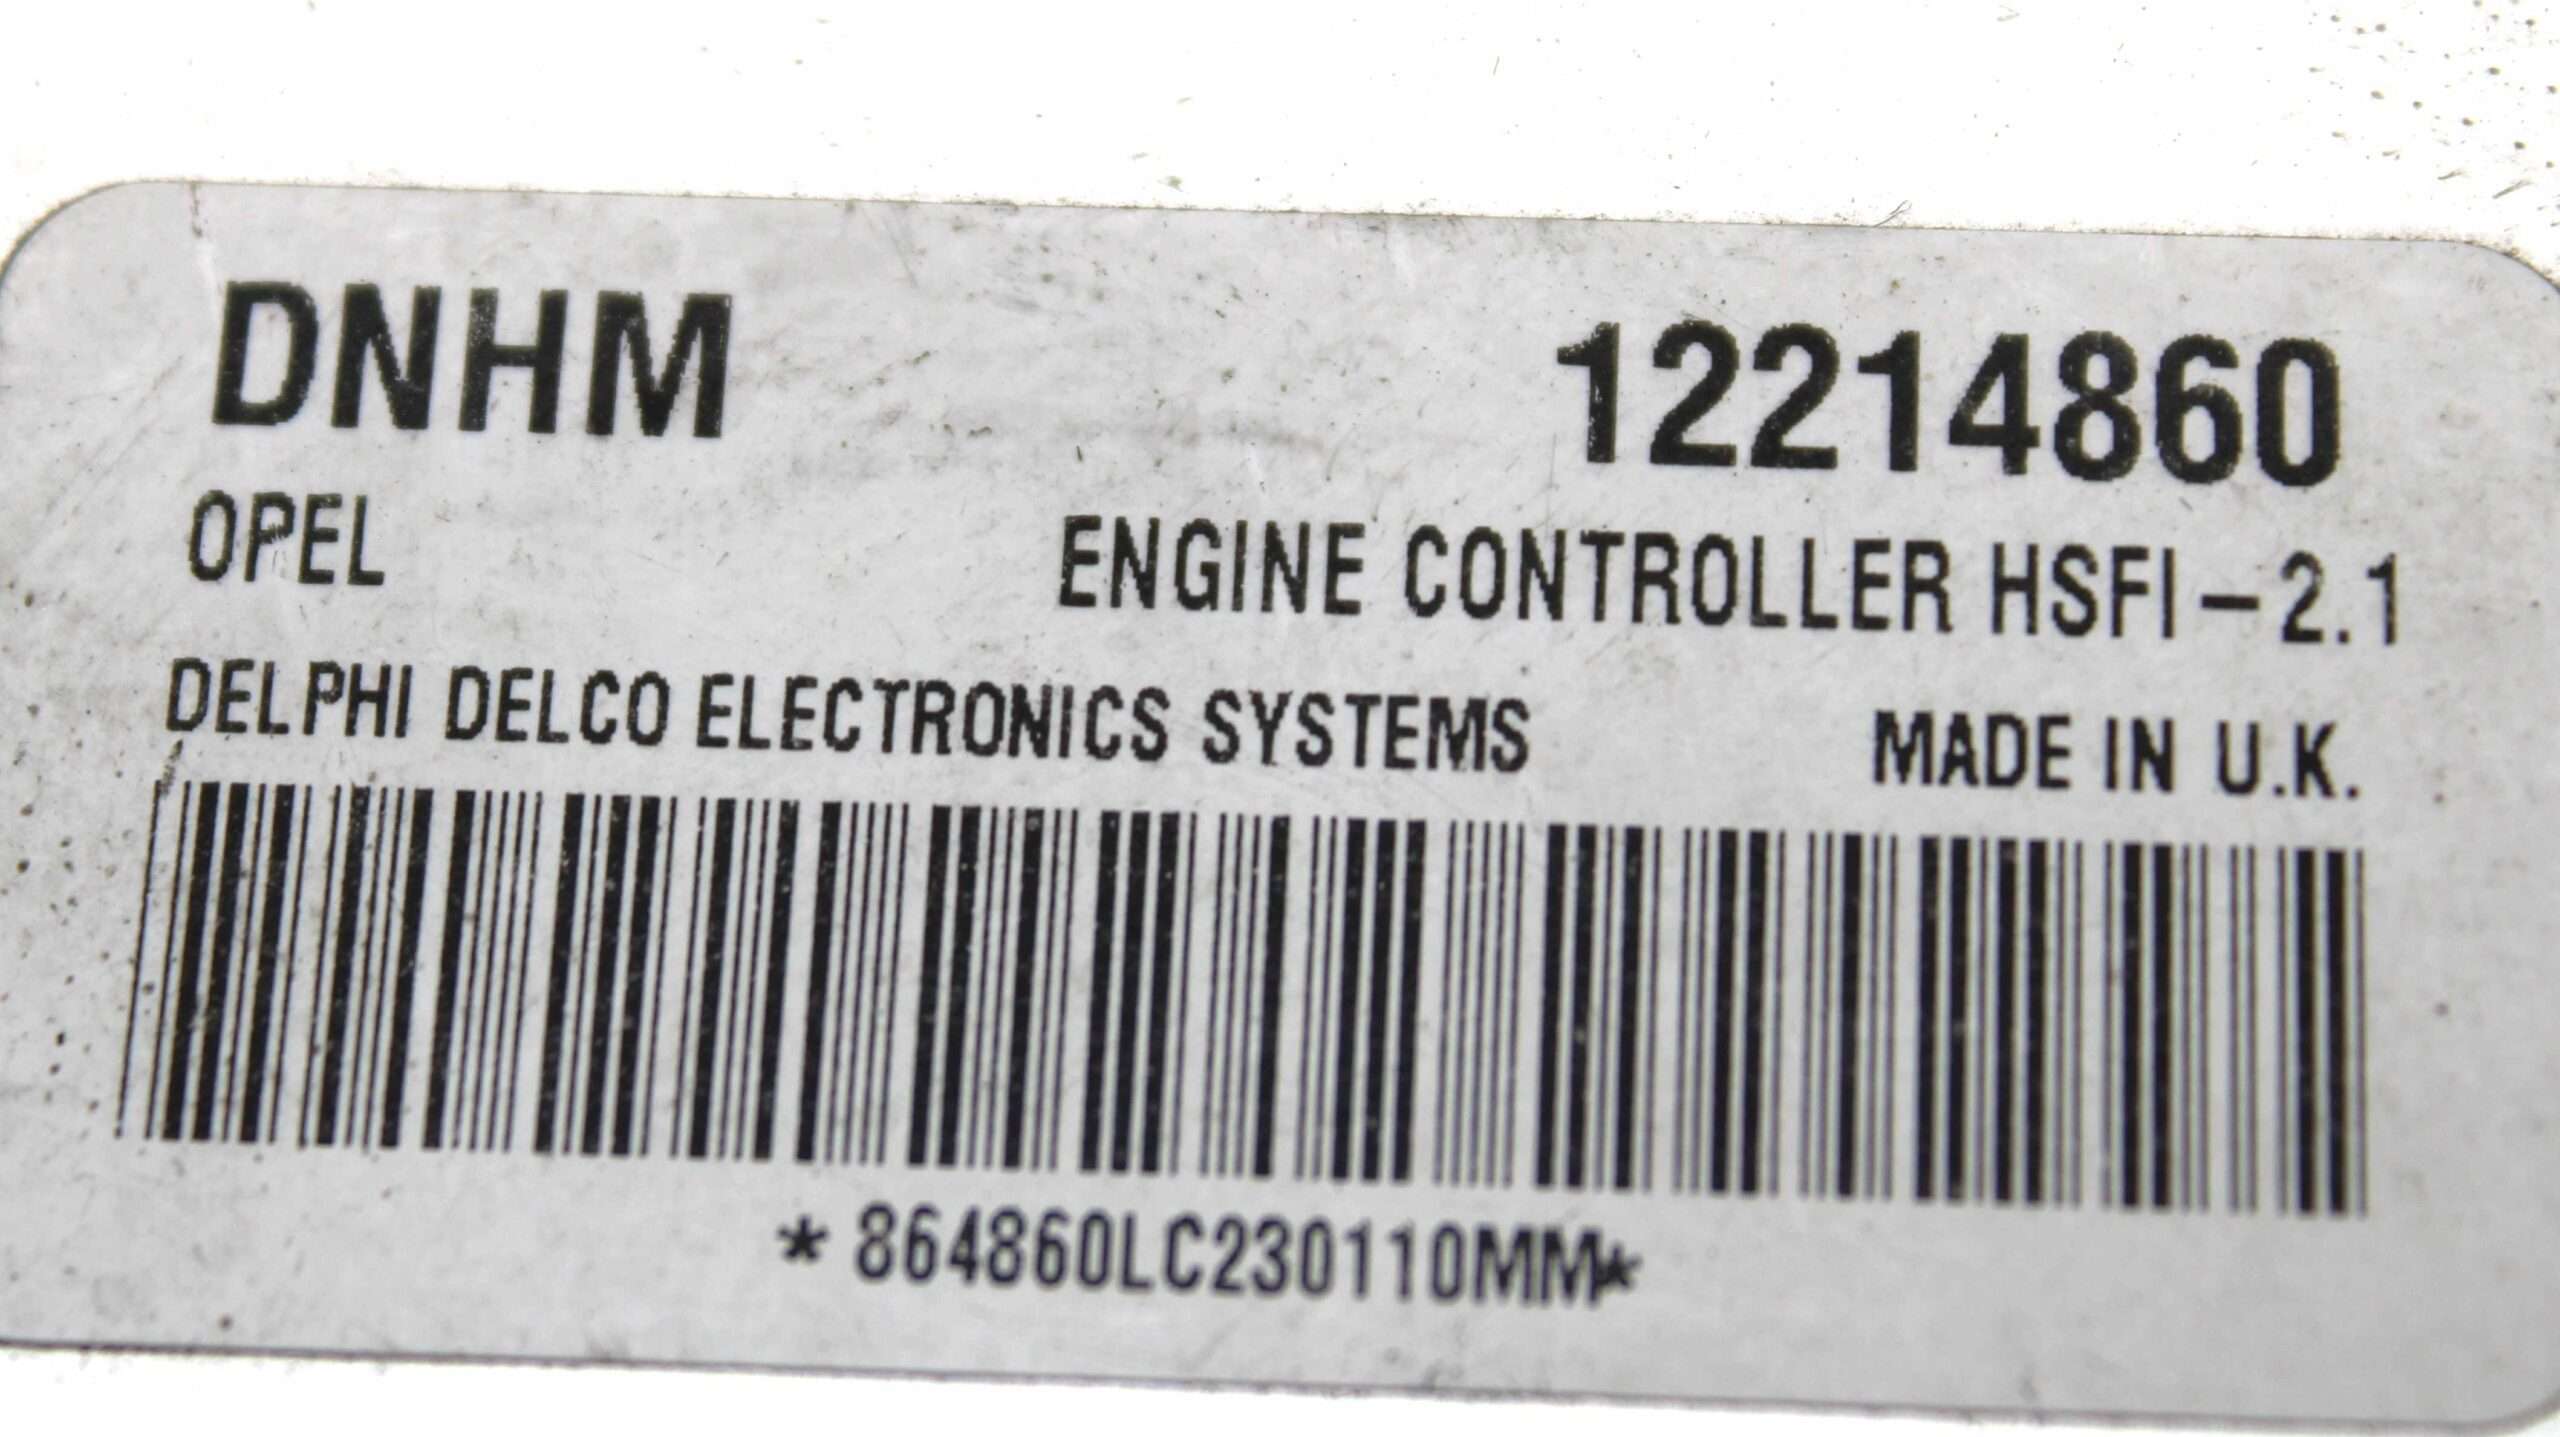 DNHM 12214860
OPEL ENGINE CONTROLLER HSFI-2.1
DELPHI DELCO ELECTRONICS SYSTEMS MADE IN U.K.
*864860LC230110MM*